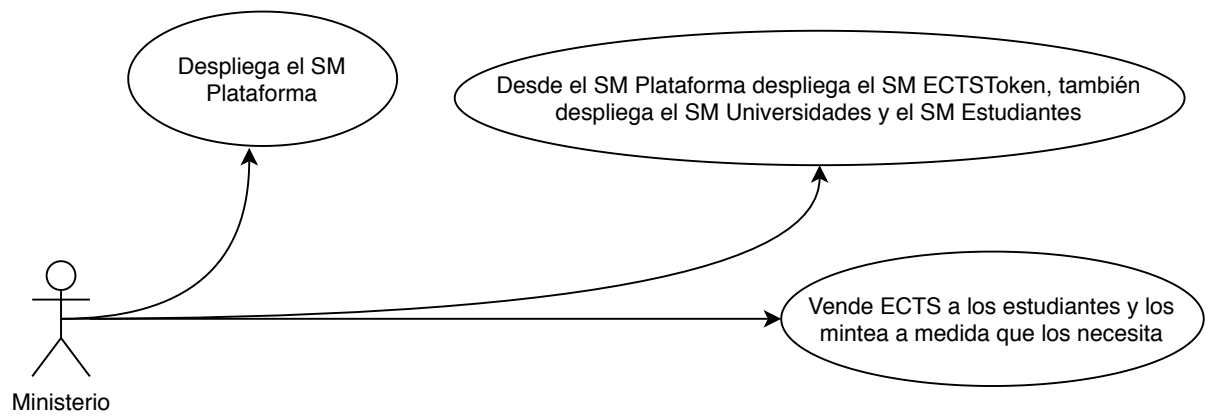 Despliega el SM
Plataforma
Desde el SM Plataforma despliega el SM ECTSToken, también
despliega el SM Universidades y el SM Estudiantes
Vende ECTS a los estudiantes y los
mintea a medida que los necesita
Ministerio